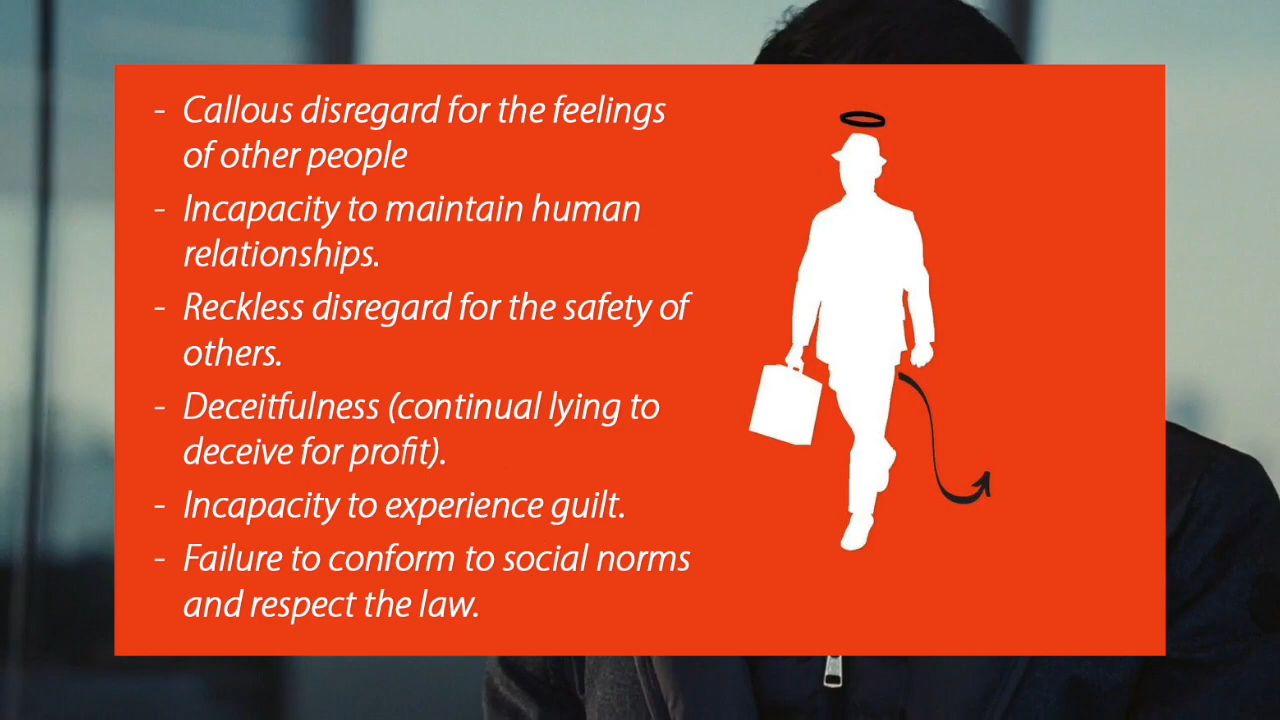 - Callous disregard for the feelings
of other people
- Incapacity to maintain human
relationships.
- Reckless disregard for the safety of
others.
- Deceitfulness (continual lying to
deceive for profit).
- Incapacity to experience guilt.
- Failure to conform to social norms
and respect the law.